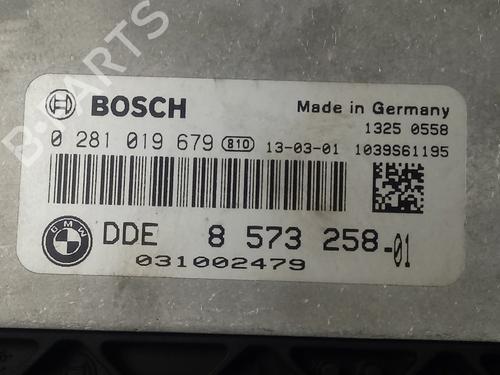 B-PARTS
BOSCH
Made in Germany
1325 0558
0 281 019 679 810 13-03-01 1039S61195
BMW
DDE 8 573 258-01
031002479